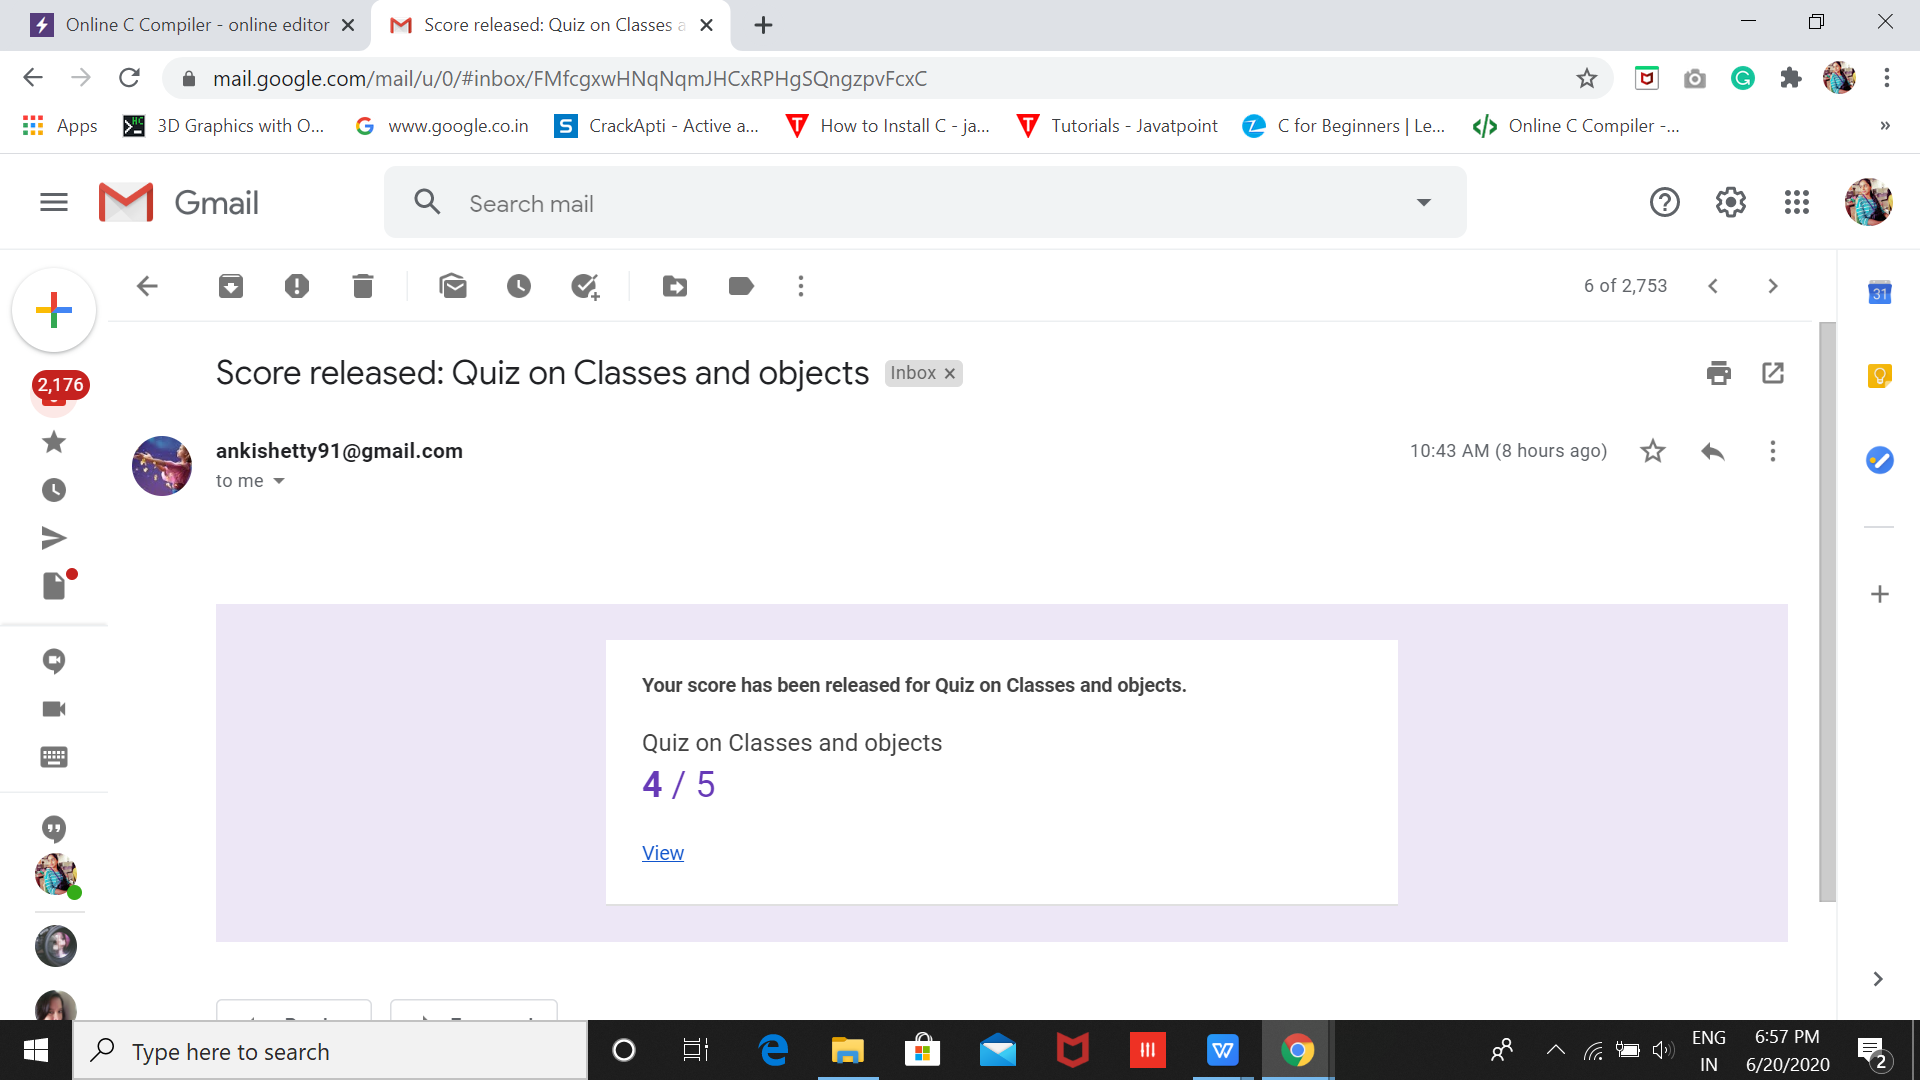 Online C Compiler - online editor
Score released: Quiz on Classes a
mail.google.com/mail/u/0/#inbox/FMfcgxwHNqNqmJHCxRPHgSQngzpvFcxC
Apps
3D Graphics with O...
www.google.co.in
CrackApti - Active a...
How to Install C - ja...
Tutorials - Javatpoint
C for Beginners | Le...
Online C Compiler -...
»
Gmail
Search mail
6 of 2,753
31
2,176
Score released: Quiz on Classes and objects
Inbox ×
ankishetty91@gmail.com
10:43 AM (8 hours ago)
to me
Your score has been released for Quiz on Classes and objects.
Quiz on Classes and objects
4 / 5
View
Type here to search
ENG
IN
6:57 PM
6/20/2020
2